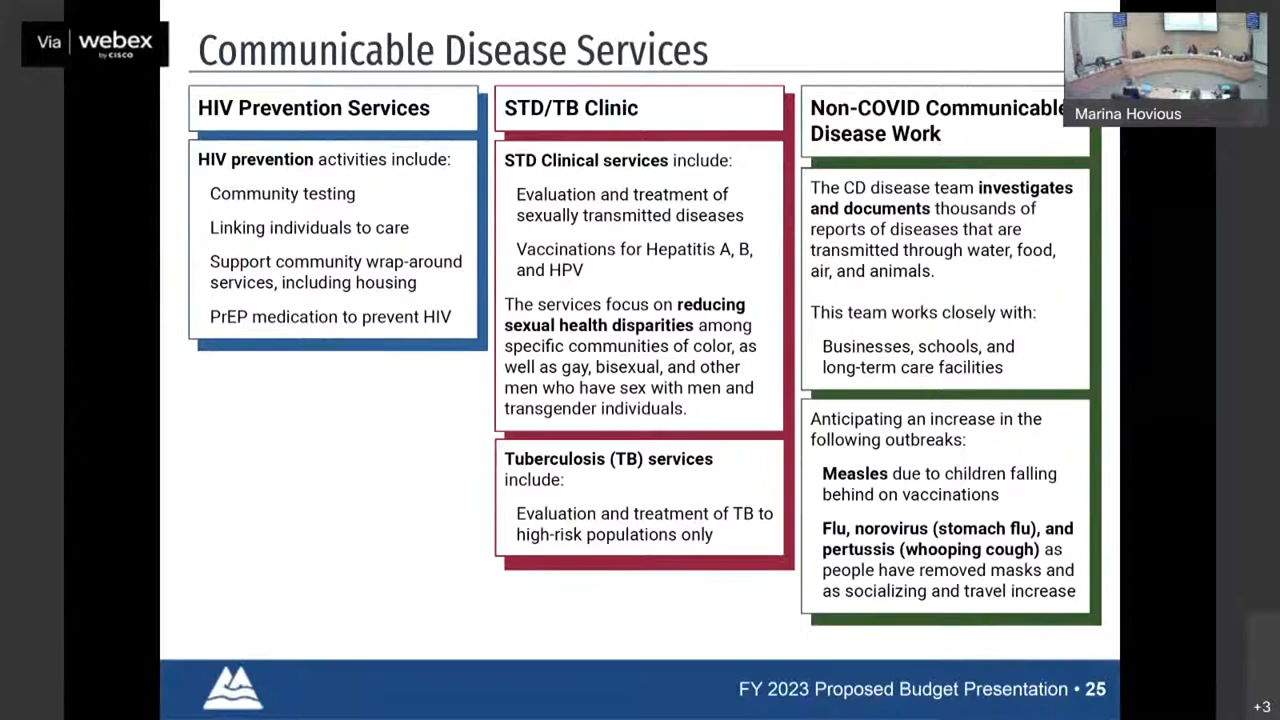 Via webex
by CISCO
Communicable Disease Services
Marina Hovious
HIV Prevention Services
HIV prevention activities include:
Community testing
Linking individuals to care
Support community wrap-around
services, including housing
PrEP medication to prevent HIV
STD/TB Clinic
STD Clinical services include:
Evaluation and treatment of
sexually transmitted diseases
Vaccinations for Hepatitis A, B,
and HPV
The services focus on reducing
sexual health disparities among
specific communities of color, as
well as gay, bisexual, and other
men who have sex with men and
transgender individuals.
Tuberculosis (TB) services
include:
Evaluation and treatment of TB to
high-risk populations only
Non-COVID Communicable
Disease Work
The CD disease team investigates
and documents thousands of
reports of diseases that are
transmitted through water, food,
air, and animals.
This team works closely with:
Businesses, schools, and
long-term care facilities
Anticipating an increase in the
following outbreaks:
Measles due to children falling
behind on vaccinations
Flu, norovirus (stomach flu), and
pertussis (whooping cough) as
people have removed masks and
as socializing and travel increase
FY 2023 Proposed Budget Presentation • 25
+3